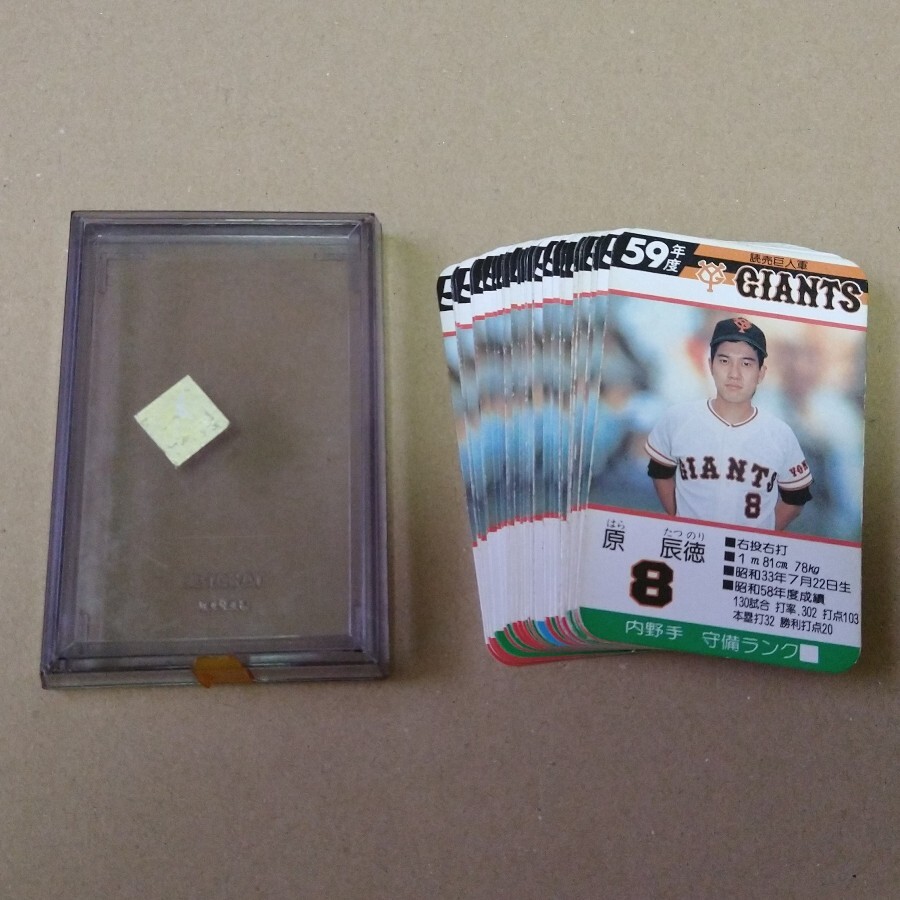 59年度
読売巨人軍
GIANTS
GIANTS
YOM
8
はら たつのり
原 辰徳
8
■右投右打
■1m81cm 78kg
■昭和33年7月22日生
■昭和58年度成績
130試合 打率.302 打点103
本塁打32 勝利打点20
内野手 守備ランク